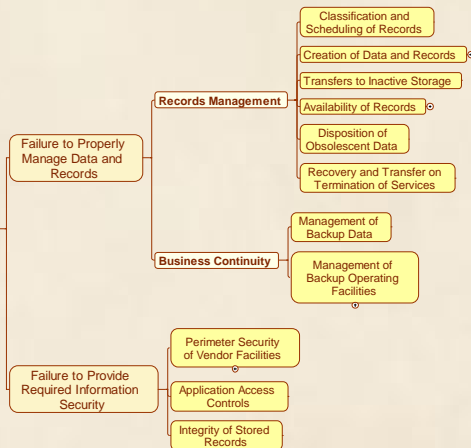 Classification and
Scheduling of Records
Creation of Data and Records
Transfers to Inactive Storage
Records Management
Availability of Records
Failure to Properly
Manage Data and
Records
Disposition of
Obsolescent Data
Recovery and Transfer on
Termination of Services
Management of
Backup Data
Business Continuity
Management of
Backup Operating
Facilities
Perimeter Security
of Vendor Facilities
Failure to Provide
Required Information
Security
Application Access
Controls
Integrity of Stored
Records